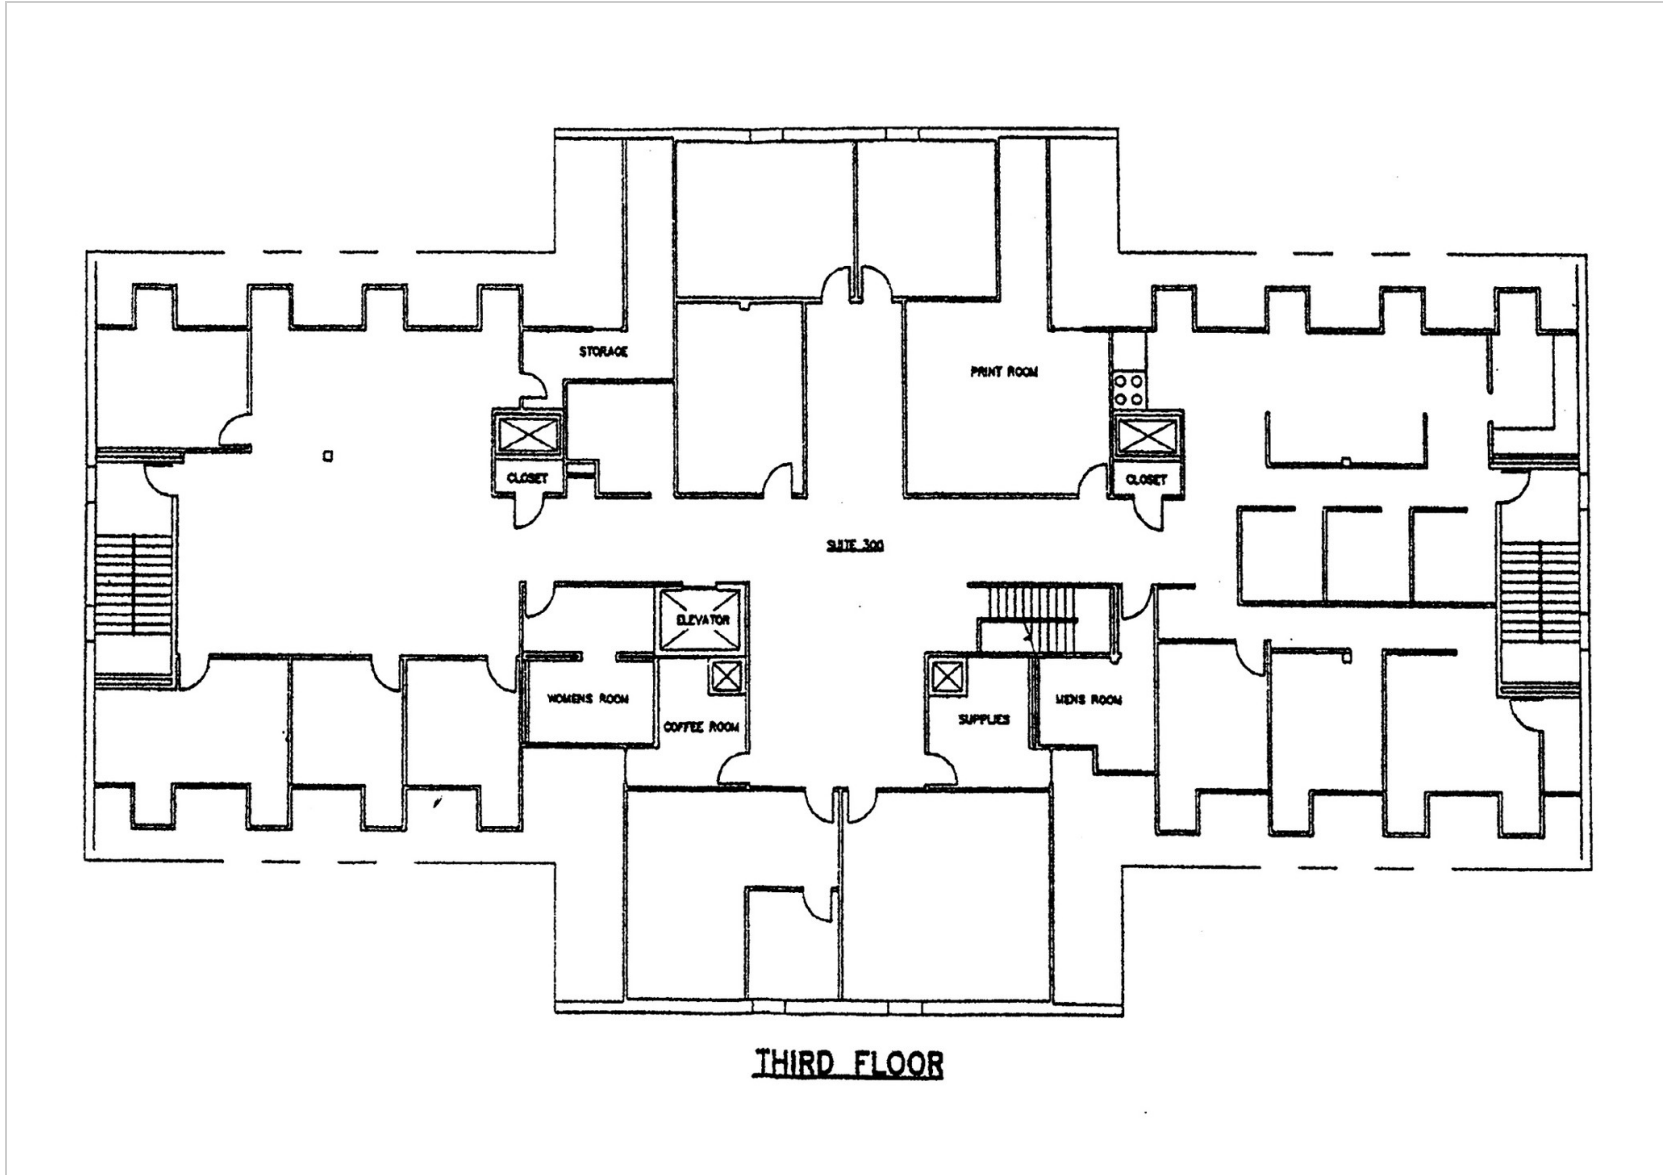 STORAGE
PRINT ROOM
CLOSET
CLOSET
SUITE 300
ELEVATOR
WOMENS ROOM
COFFEE ROOM
SUPPLIES
MENS ROOM
THIRD FLOOR